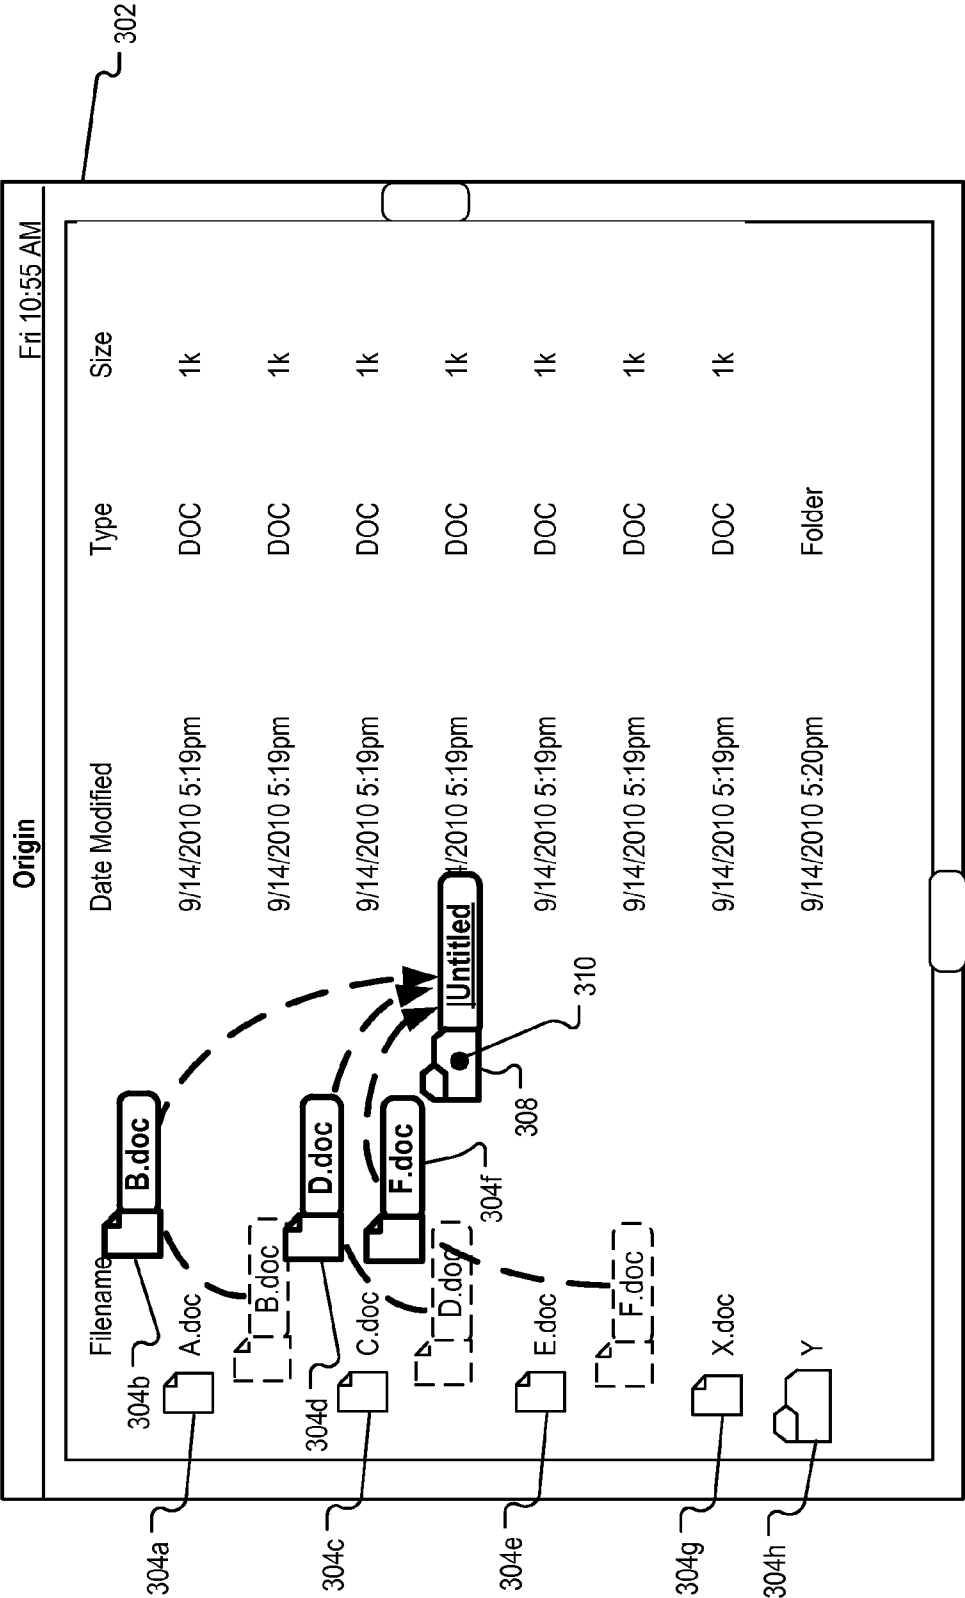 302
Origin
Fri 10:55 AM
Filename Date Modified Type Size
304b
B.doc
304a
A.doc 9/14/2010 5:19pm DOC 1k
B.doc 9/14/2010 5:19pm DOC 1k
304d
D.doc
304c
C.doc 9/14/2010 5:19pm DOC 1k
F.doc
D.doc 4/2010 5:19pm DOC 1k
Untitled
304f
308
310
304e
E.doc 9/14/2010 5:19pm DOC 1k
F.doc 9/14/2010 5:19pm DOC 1k
304g
X.doc 9/14/2010 5:19pm DOC 1k
304h
Y 9/14/2010 5:20pm Folder